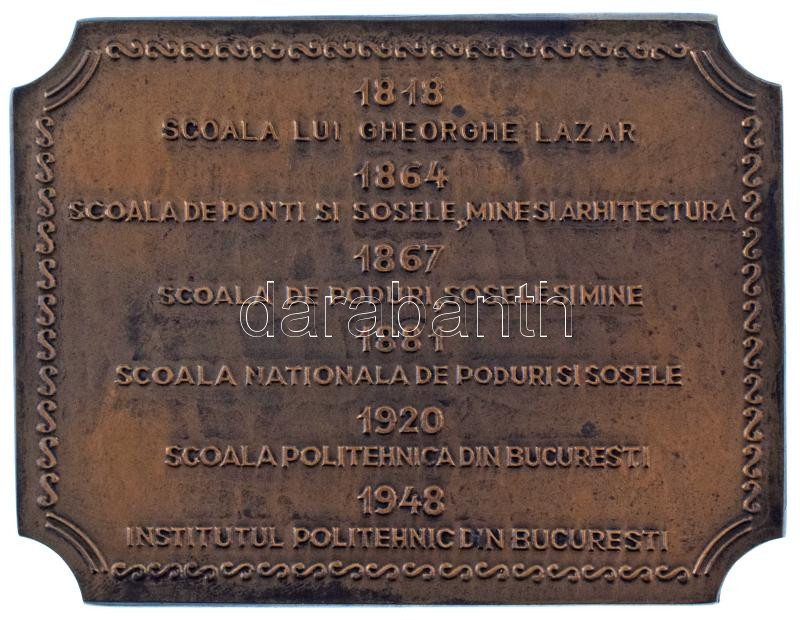 1818
SCOALA LUI GHEORGHE LAZAR
1864
SCOALA DE PONTI SI SOSELE, MINE SI ARHITECTURA
1867
SCOALA DE PODURI, SOSELE SI MINE
darabanth
1881
SCOALA NATIONALA DE PODURI SI SOSELE
1920
SCOALA POLITEHNICA DIN BUCURESTI
1948
INSTITUTUL POLITEHNIC DIN BUCURESTI